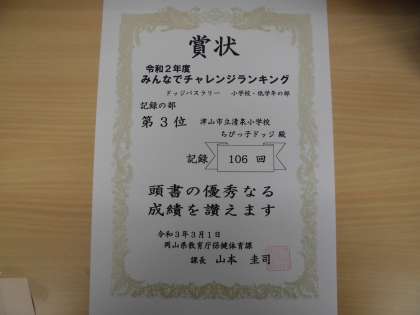 賞状
令和２年度
みんなでチャレンジランキング
ドッジパスラリー 小学校・低学年の部
記録の部
第３位 津山市立清泉小学校
ちびっ子ドッジ 殿
記録 106 回
頭書の優秀なる
成績を讃えます
令和３年３月１日
岡山県教育庁保健体育課
課長 山本 圭司